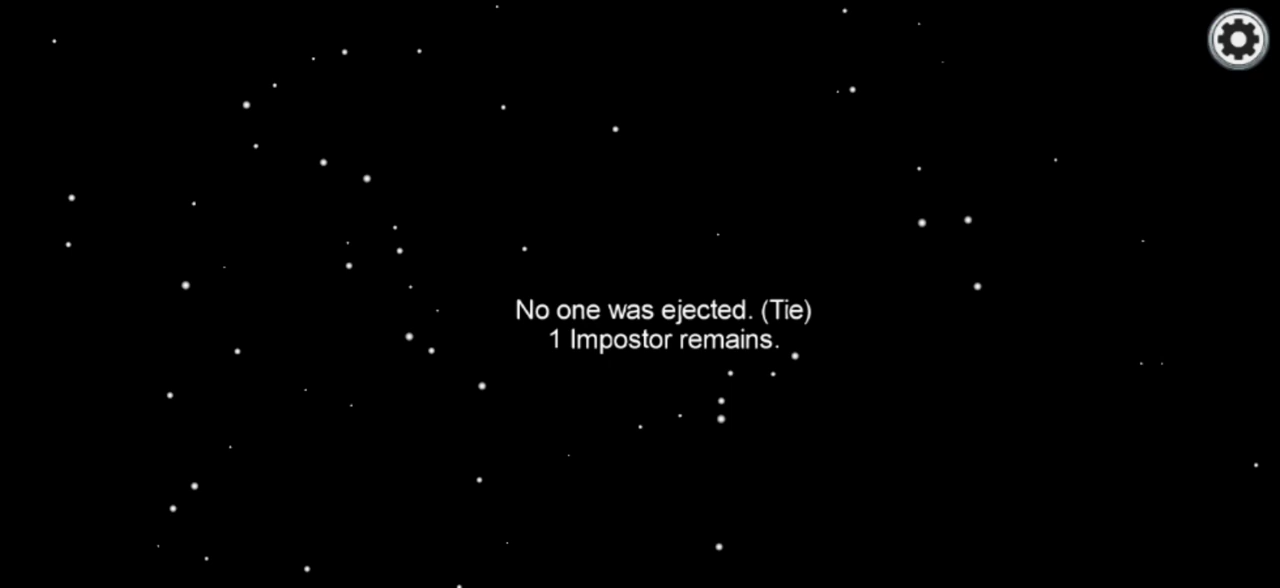 No one was ejected. (Tie)
1 Impostor remains.